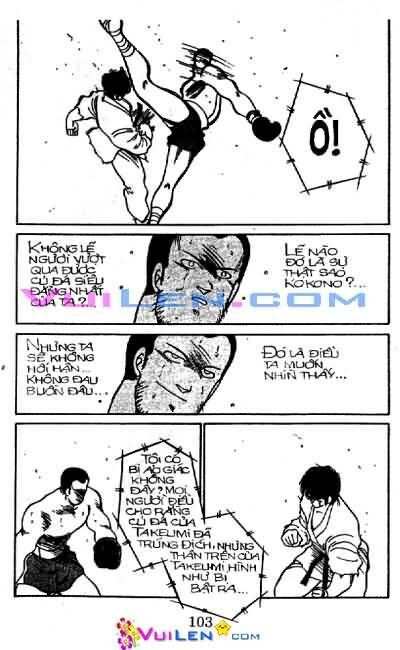 Ồ!
KHÔNG LẼ
NGƯƠI VƯỢT
QUA ĐƯỢC
CÚ ĐÁ SIÊU
ĐẲNG NHẤT
CỦA TA?...
LẼ NÀO
ĐÓ LÀ SỰ
THẬT SAO
KOKONO?...
VUILEN.COM
NHƯNG TA
SẼ KHÔNG
HỐI HẬN...
KHÔNG ĐAU
BUỒN ĐÂU...
ĐÓ LÀ ĐIỀU
TA MUỐN
NHÌN THẤY...
TÔI CÓ
BỊ ẢO GIÁC
KHÔNG
ĐÂY? MỌI
NGƯỜI ĐỀU
CHO RẰNG
CÚ ĐÁ CỦA
TAKEUMI ĐÃ
TRÚNG ĐÍCH, NHƯNG
THÂN TRÊN CỦA
TAKEUMI HÌNH
NHƯ BỊ
BẬT RA...
103
VUILEN.COM